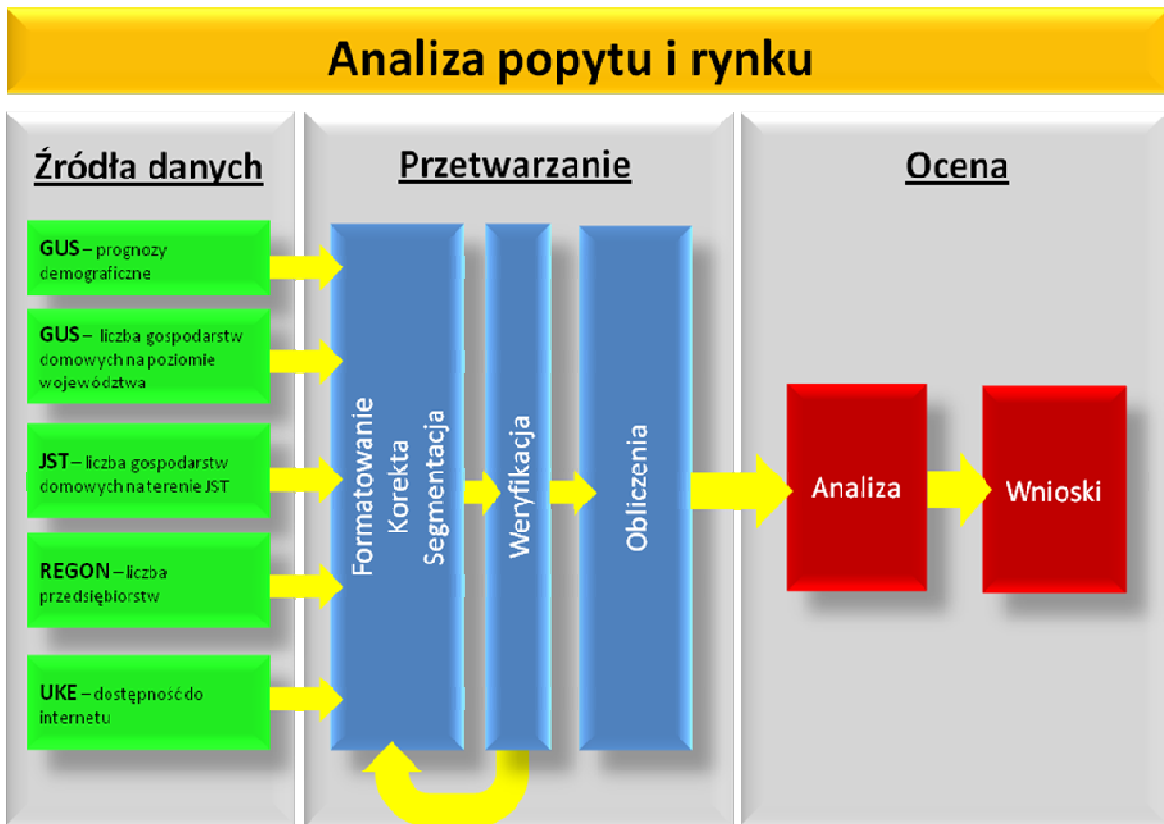 Analiza popytu i rynku
Źródła danych
GUS – prognozy
demograficzne
GUS – liczba gospodarstw
domowych na poziomie
województwa
JST – liczba gospodarstw
domowych na terenie JST
REGON – liczba
przedsiębiorstw
UKE – dostępność do
internetu
Przetwarzanie
Formatowanie
Korekta
Segmentacja
Weryfikacja
Obliczenia
Ocena
Analiza
Wnioski